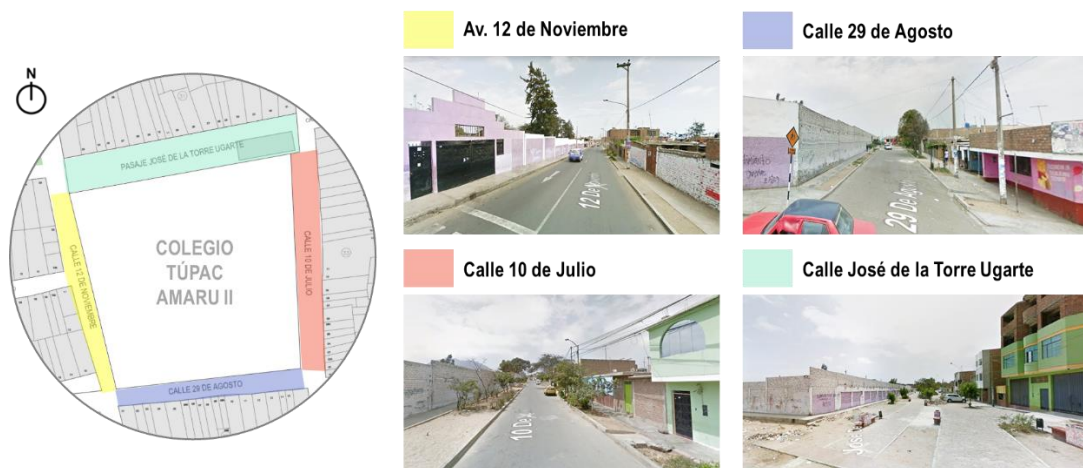 N
PASAJE JOSÉ DE LA TORRE UGARTE
CALLE 12 DE NOVIEMBRE
COLEGIO
TÚPAC
AMARU II
CALLE 10 DE JULIO
CALLE 29 DE AGOSTO
Av. 12 de Noviembre
12 De
Calle 29 de Agosto
29 De Agosto
Calle 10 de Julio
10 De
Calle José de la Torre Ugarte